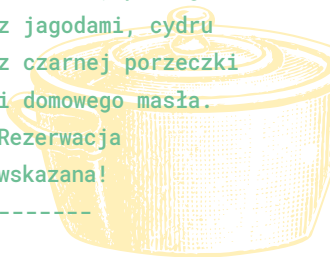 z jagodami, cydru
z czarnej porzeczki
i domowego masła.
Rezerwacja
wskazana!
-------